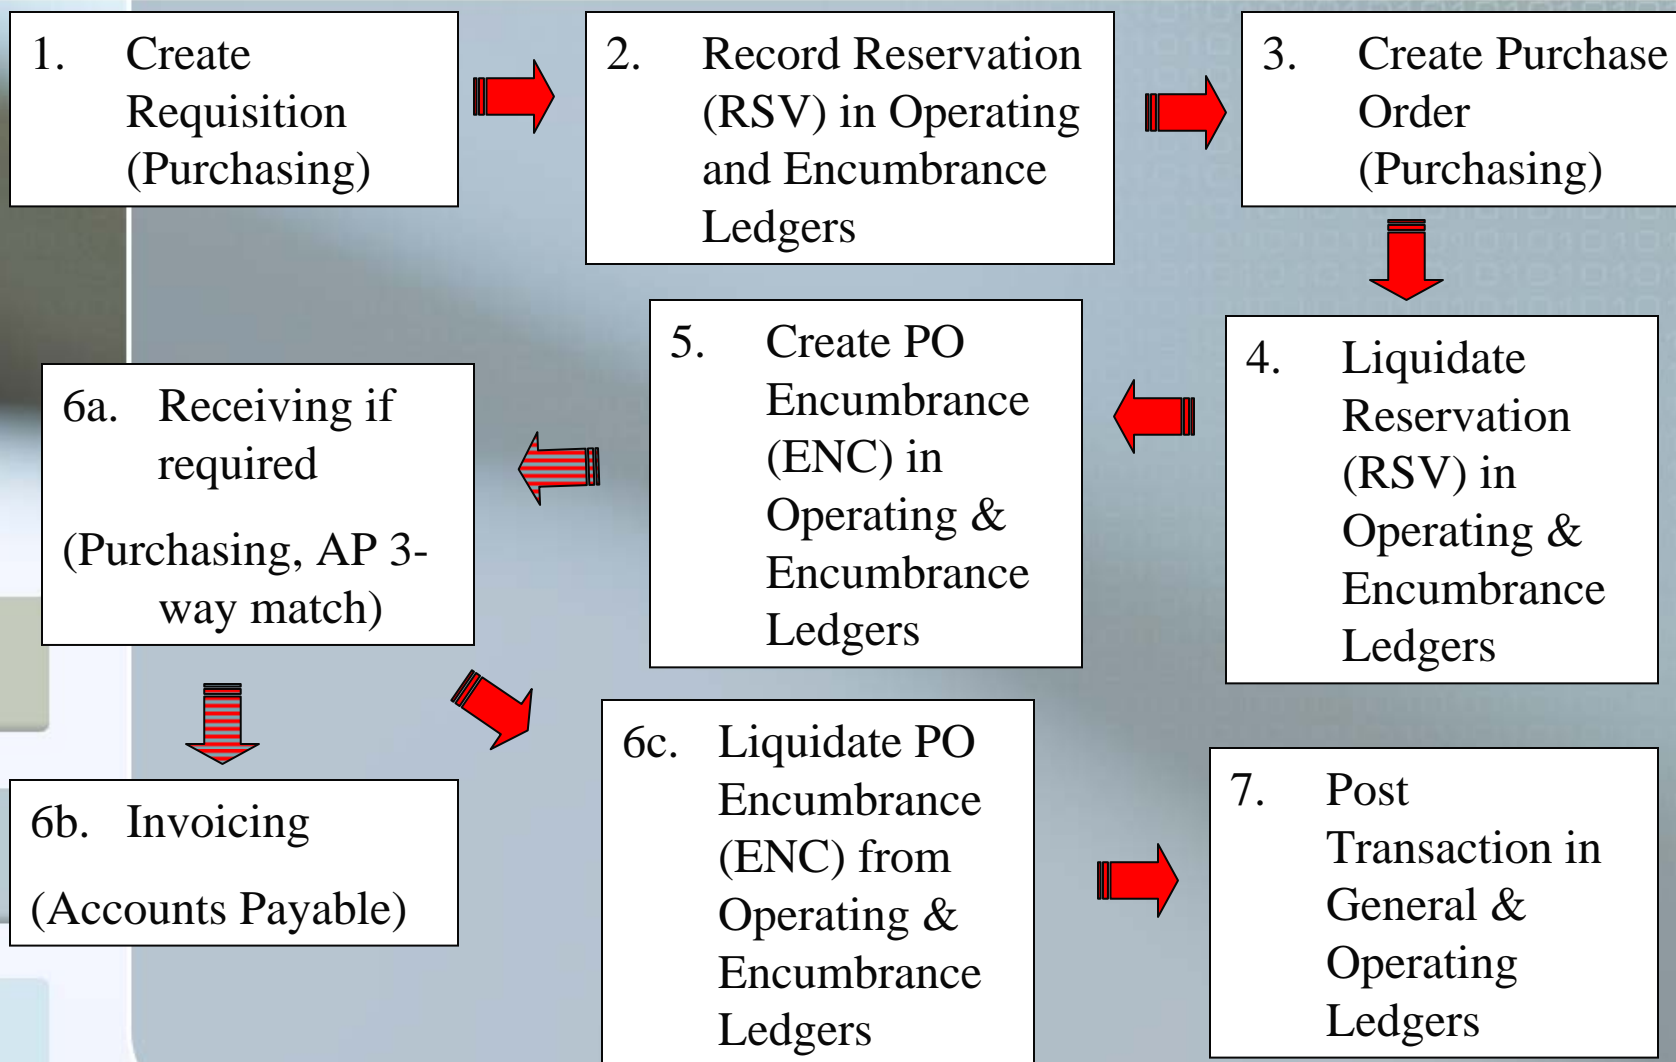 1. Create
Requisition
(Purchasing)
2. Record Reservation
(RSV) in Operating
and Encumbrance
Ledgers
3. Create Purchase
Order
(Purchasing)
4. Liquidate
Reservation
(RSV) in
Operating &
Encumbrance
Ledgers
5. Create PO
Encumbrance
(ENC) in
Operating &
Encumbrance
Ledgers
6a. Receiving if
required
(Purchasing, AP 3-
way match)
6b. Invoicing
(Accounts Payable)
6c. Liquidate PO
Encumbrance
(ENC) from
Operating &
Encumbrance
Ledgers
7. Post
Transaction in
General &
Operating
Ledgers